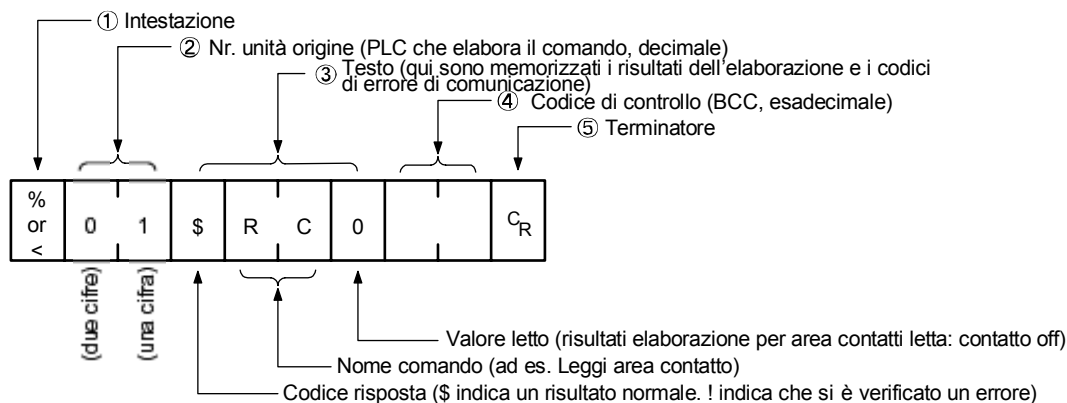 ① Intestazione
② Nr. unità origine (PLC che elabora il comando, decimale)
③ Testo (qui sono memorizzati i risultati dell'elaborazione e i codici
di errore di comunicazione)
④ Codice di controllo (BCC, esadecimale)
⑤ Terminatore
% or < 0 1 $ R C 0 CR
(due cifre)
(una cifra)
Valore letto (risultati elaborazione per area contatti letta: contatto off)
Nome comando (ad es. Leggi area contatto)
Codice risposta ($ indica un risultato normale. ! indica che si è verificato un errore)